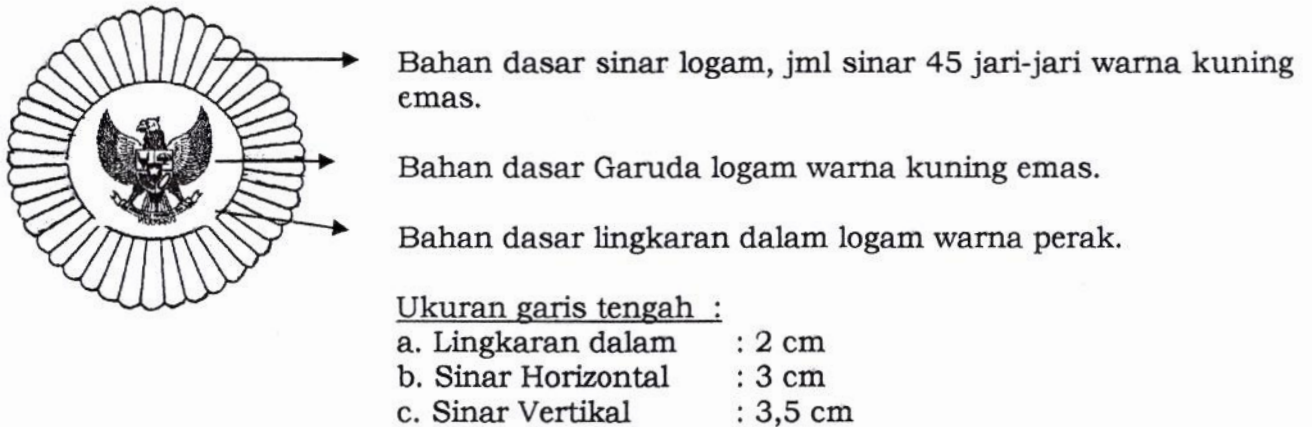 Bahan dasar sinar logam, jml sinar 45 jari-jari warna kuning
emas.
Bahan dasar Garuda logam warna kuning emas.
Bahan dasar lingkaran dalam logam warna perak.
Ukuran garis tengah :
a. Lingkaran dalam : 2 cm
b. Sinar Horizontal : 3 cm
c. Sinar Vertikal : 3,5 cm